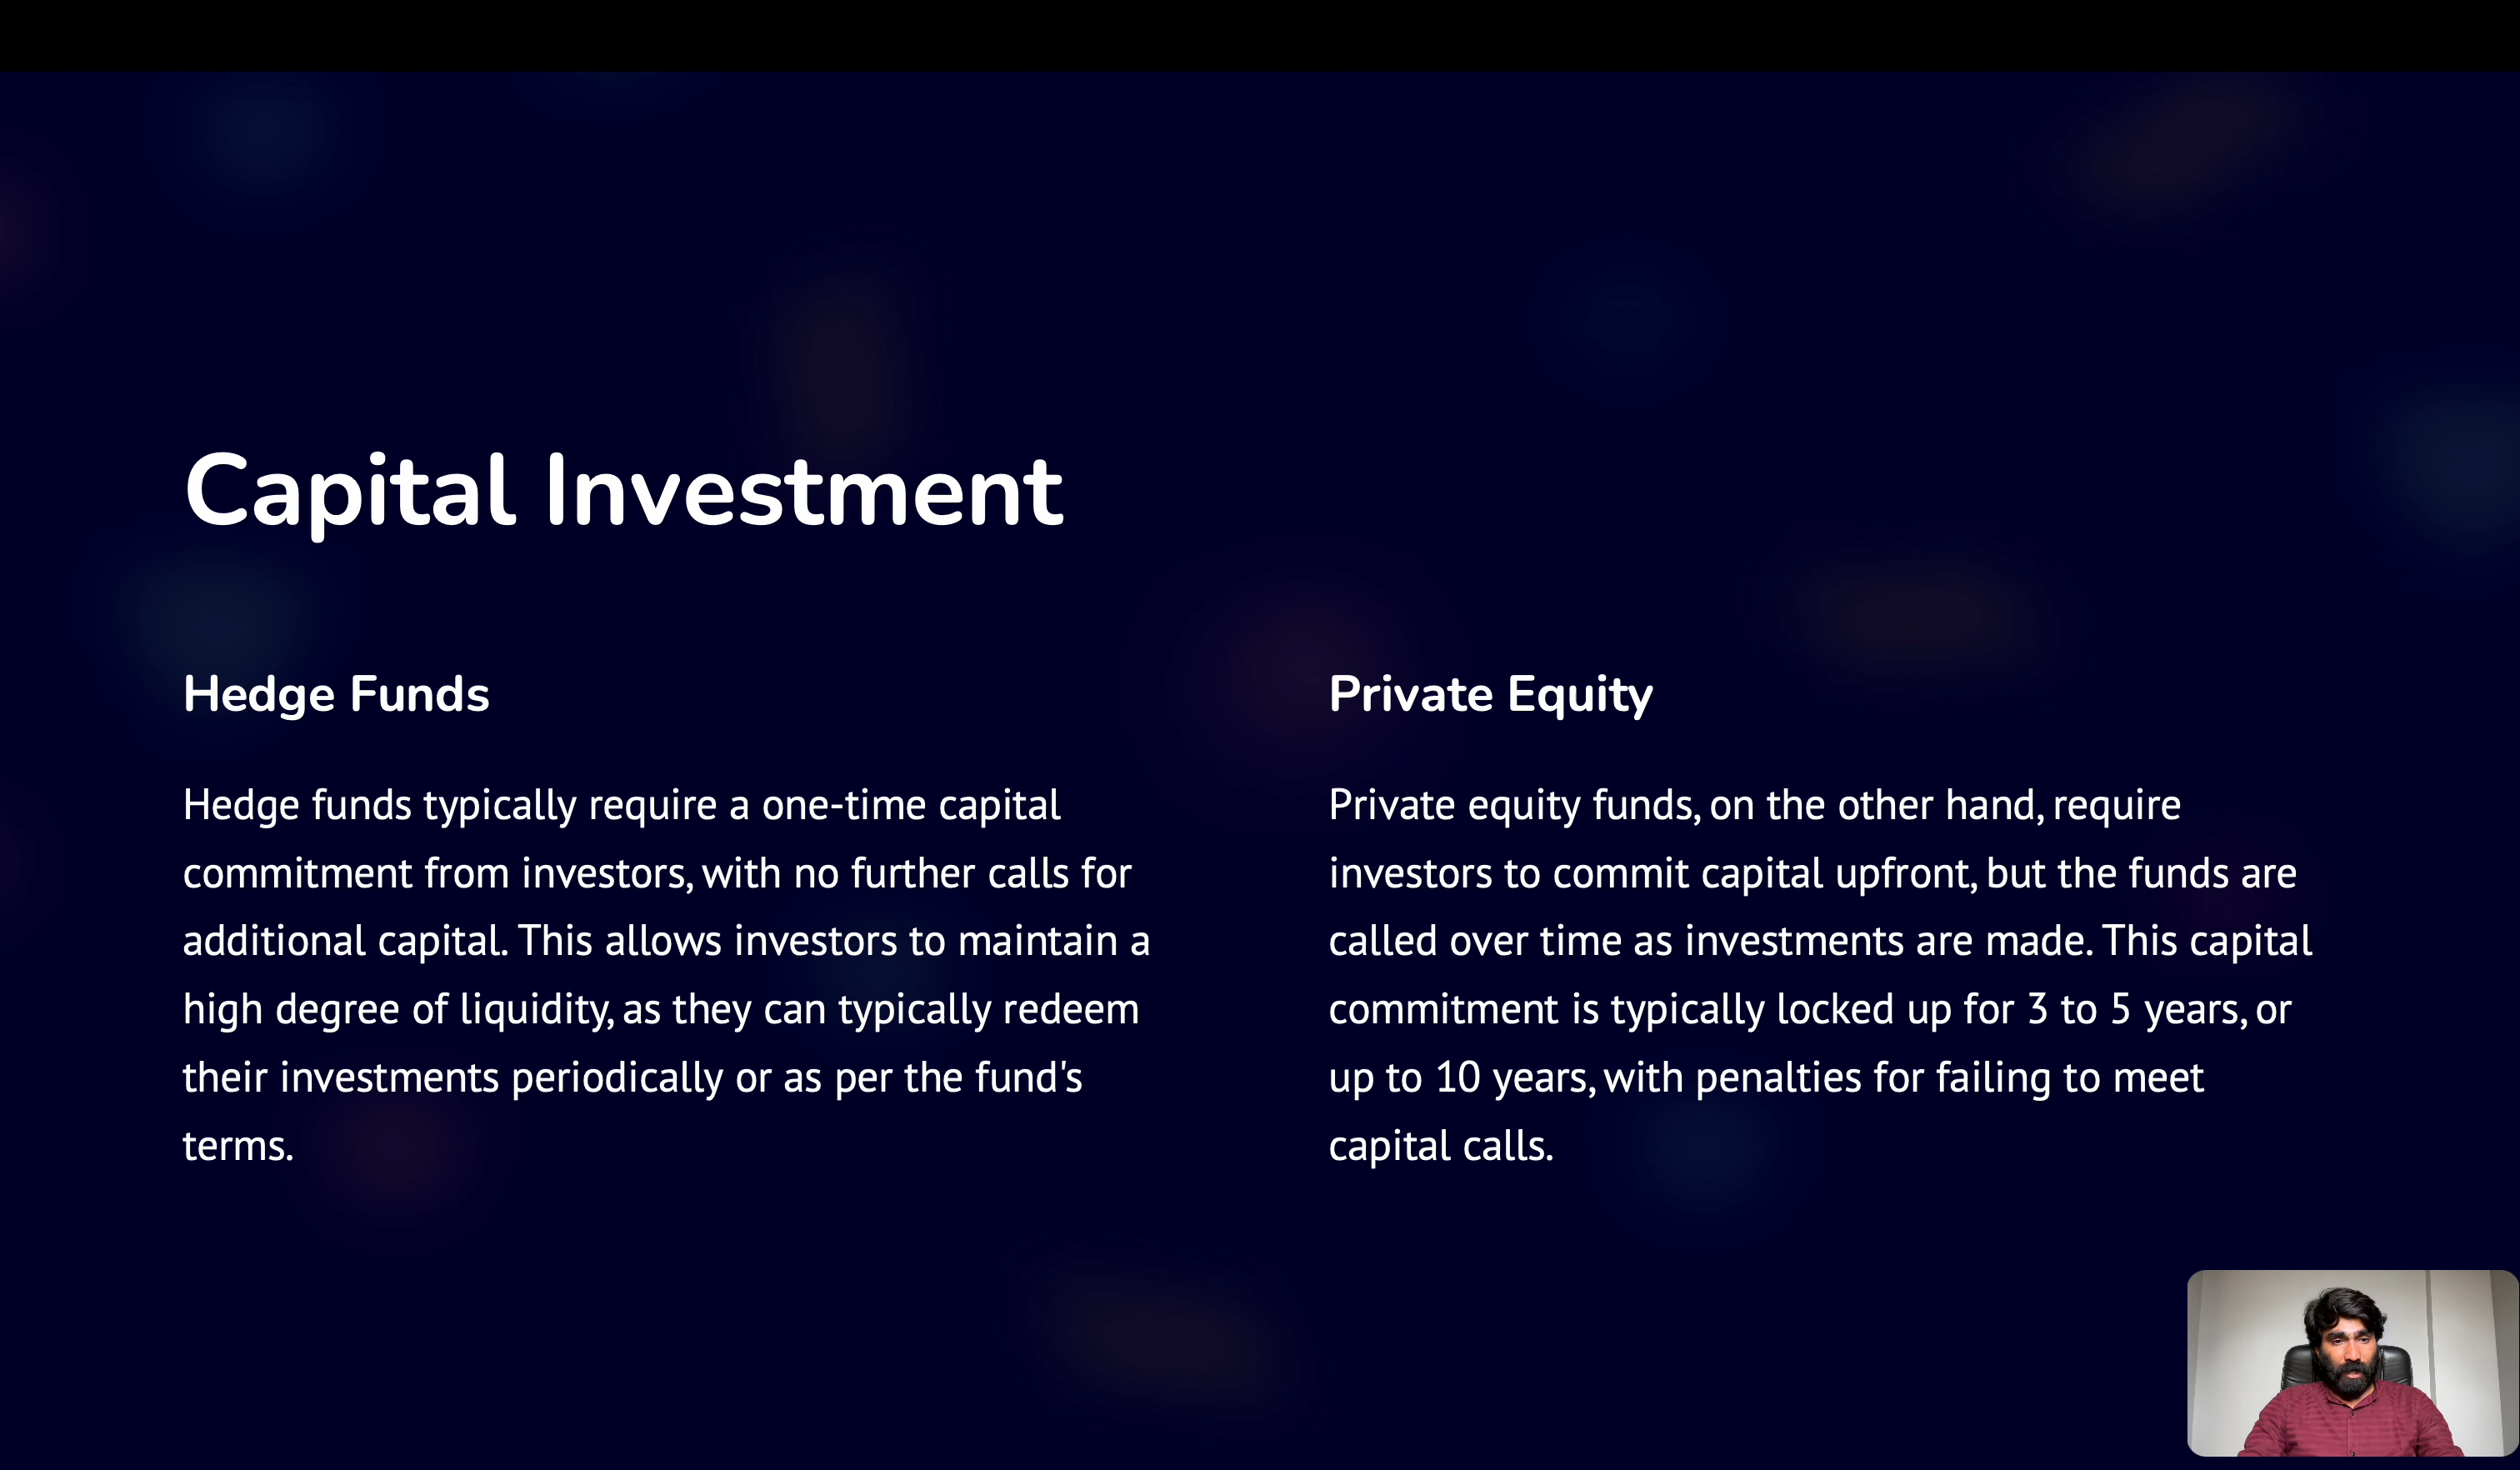 Capital Investment
Hedge Funds
Hedge funds typically require a one-time capital
commitment from investors, with no further calls for
additional capital. This allows investors to maintain a
high degree of liquidity, as they can typically redeem
their investments periodically or as per the fund's
terms.
Private Equity
Private equity funds, on the other hand, require
investors to commit capital upfront, but the funds are
called over time as investments are made. This capital
commitment is typically locked up for 3 to 5 years, or
up to 10 years, with penalties for failing to meet
capital calls.